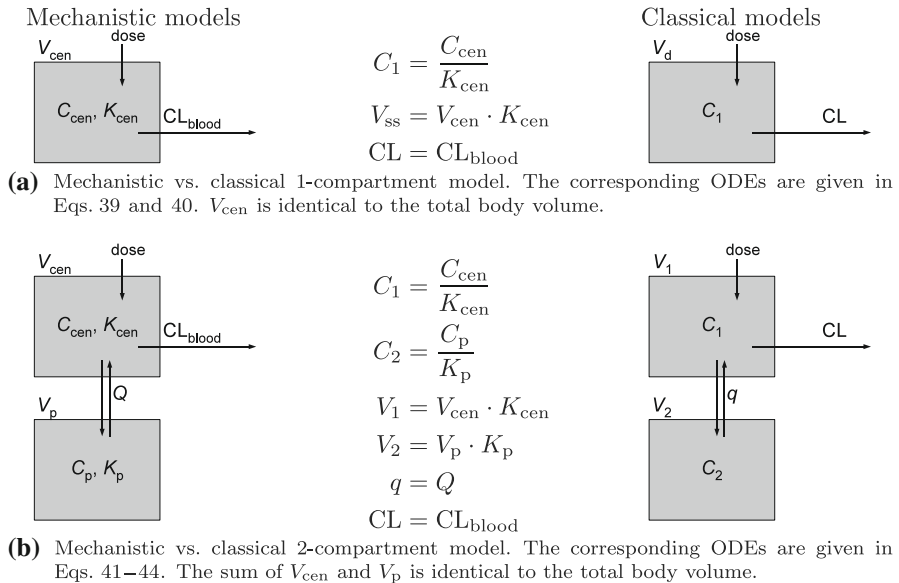 Mechanistic models
Classical models
V_cen
dose
C_cen, K_cen
CL_blood
C_1 = C_cen / K_cen
V_ss = V_cen · K_cen
CL = CL_blood
V_d
dose
C_1
CL
(a) Mechanistic vs. classical 1-compartment model. The corresponding ODEs are given in
Eqs. 39 and 40. V_cen is identical to the total body volume.
V_cen
dose
C_cen, K_cen
CL_blood
Q
V_p
C_p, K_p
C_1 = C_cen / K_cen
C_2 = C_p / K_p
V_1 = V_cen · K_cen
V_2 = V_p · K_p
q = Q
CL = CL_blood
V_1
dose
C_1
CL
q
V_2
C_2
(b) Mechanistic vs. classical 2-compartment model. The corresponding ODEs are given in
Eqs. 41–44. The sum of V_cen and V_p is identical to the total body volume.